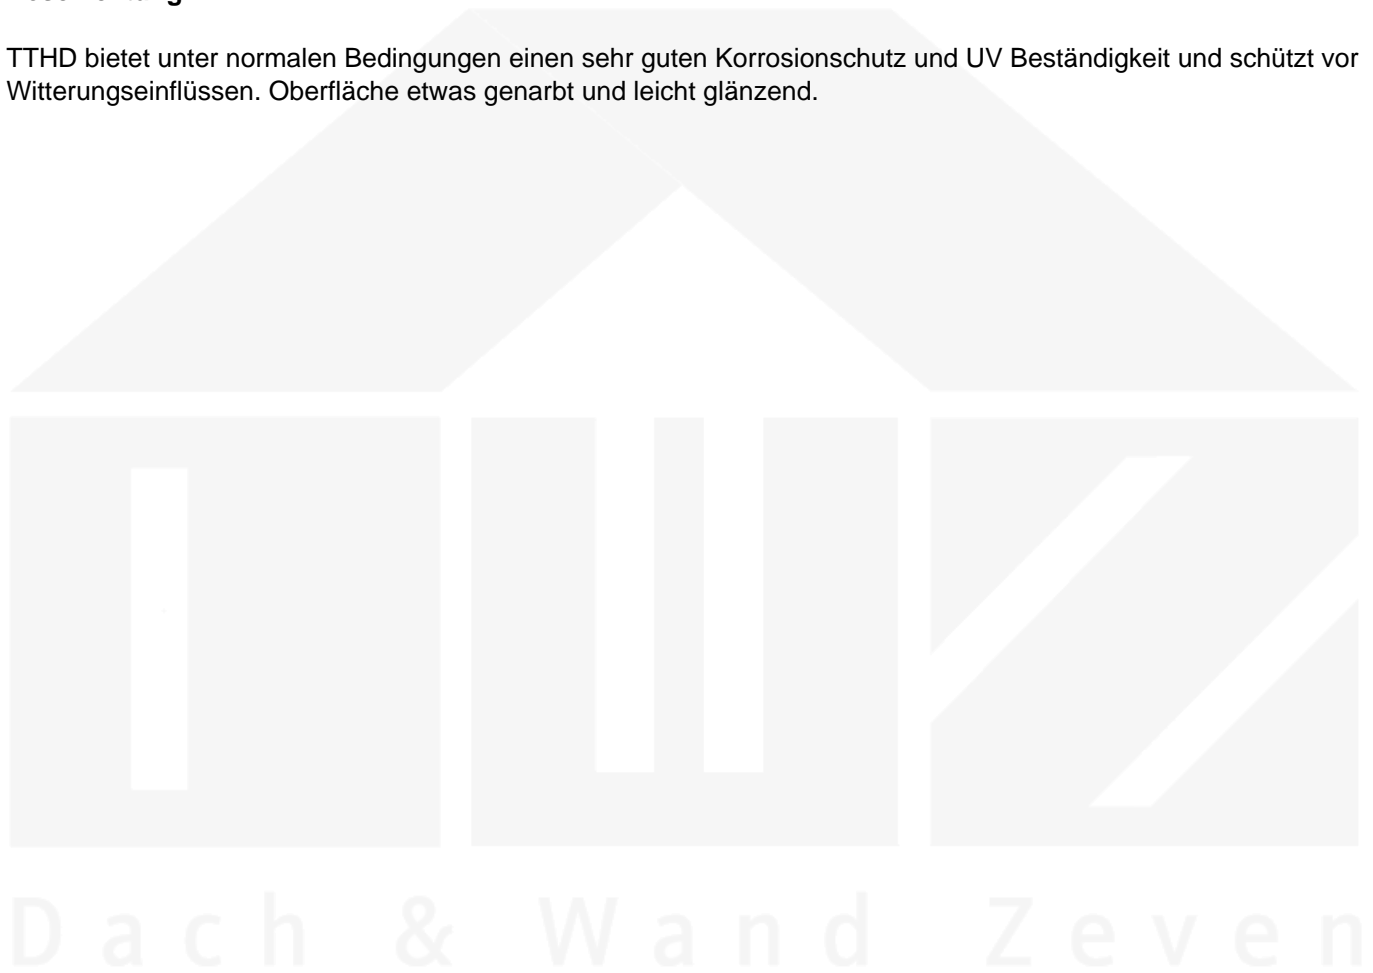 TTHD bietet unter normalen Bedingungen einen sehr guten Korrosionschutz und UV Beständigkeit und schützt vor
Witterungseinflüssen. Oberfläche etwas genarbt und leicht glänzend.
Dach & Wand Zeven